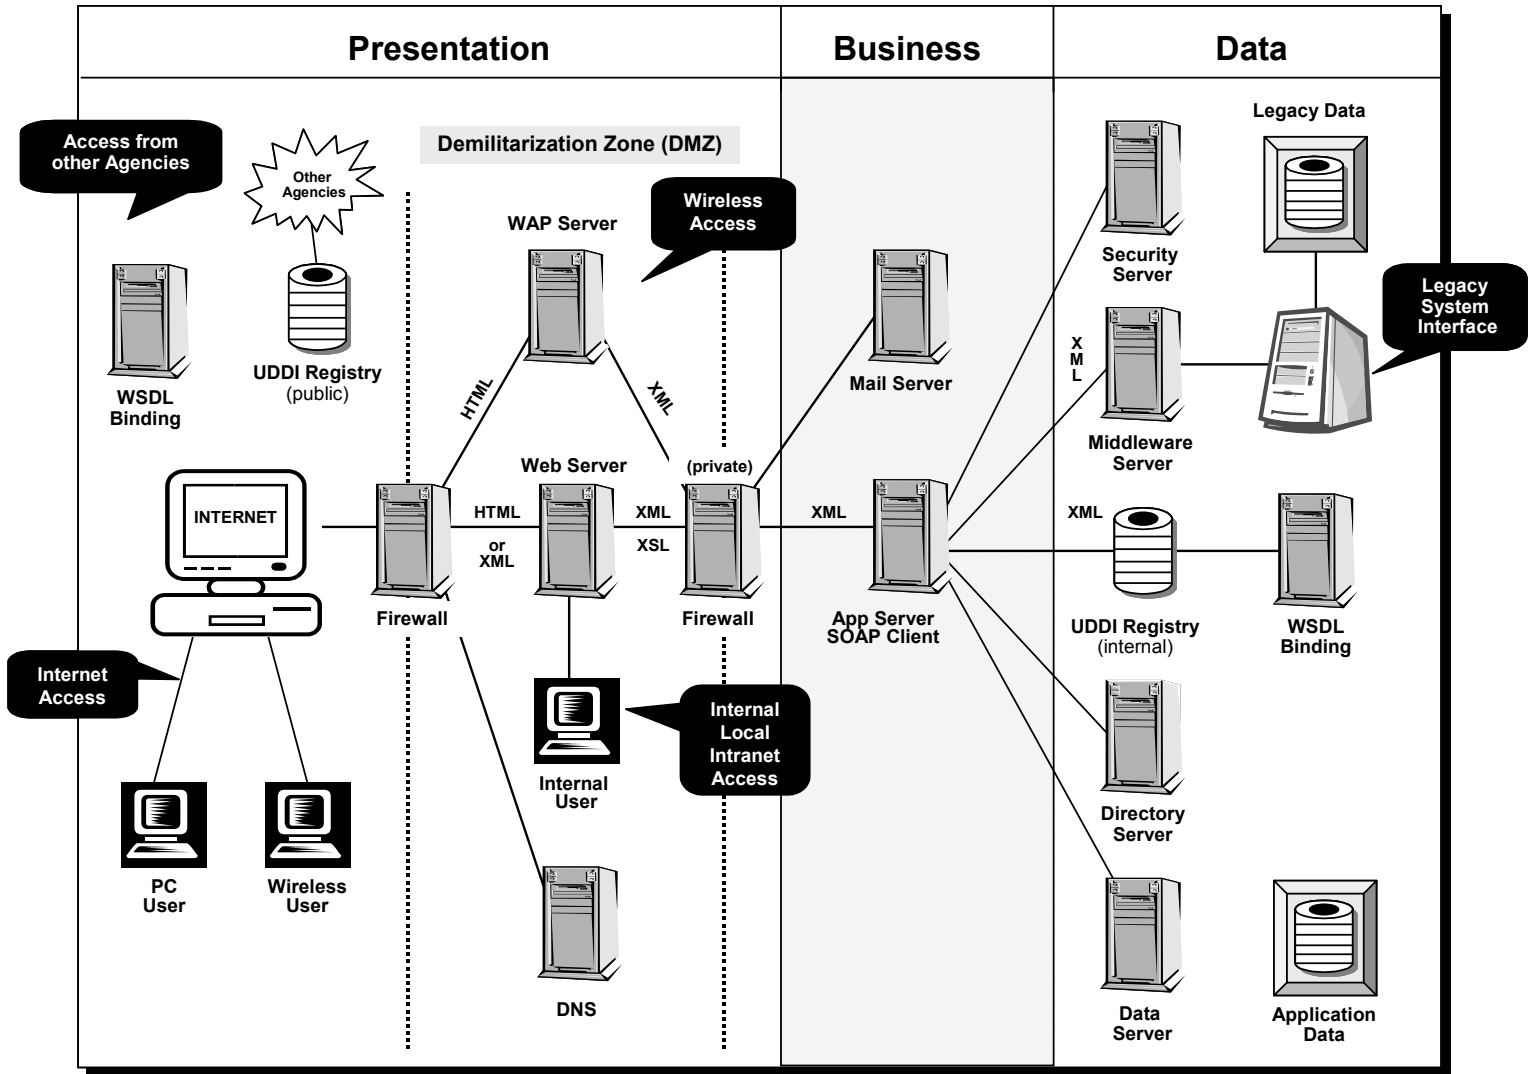 Presentation
Business
Data
Access from
other Agencies
Other
Agencies
WSDL
Binding
UDDI Registry
(public)
Demilitarization Zone (DMZ)
WAP Server
Wireless
Access
HTML
XML
INTERNET
Internet
Access
PC
User
Wireless
User
Firewall
HTML
or
XML
Web Server
XML
XSL
(private)
Firewall
Internal
User
Internal
Local
Intranet
Access
DNS
Mail Server
XML
App Server
SOAP Client
Security
Server
Legacy Data
Legacy
System
Interface
X
M
L
Middleware
Server
XML
UDDI Registry
(internal)
WSDL
Binding
Directory
Server
Data
Server
Application
Data